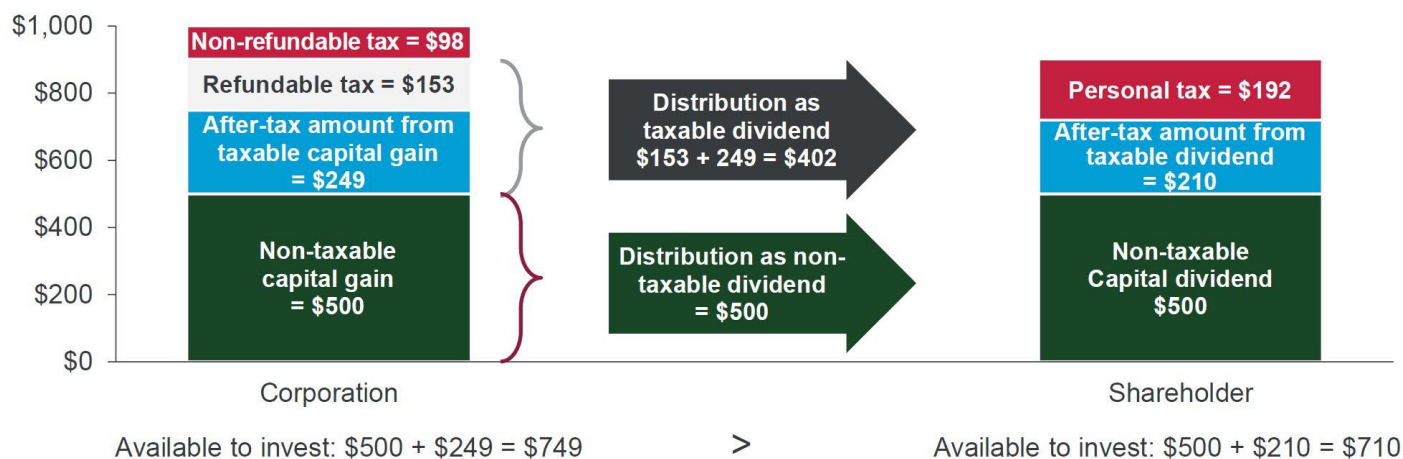 $1,000
$800
$600
$400
$200
$0
Non-refundable tax = $98
Refundable tax = $153
After-tax amount from
taxable capital gain
= $249
Non-taxable
capital gain
= $500
Distribution as
taxable dividend
$153 + 249 = $402
Distribution as non-
taxable dividend
= $500
Personal tax = $192
After-tax amount from
taxable dividend
= $210
Non-taxable
Capital dividend
$500
Corporation
Shareholder
Available to invest: $500 + $249 = $749
>
Available to invest: $500 + $210 = $710